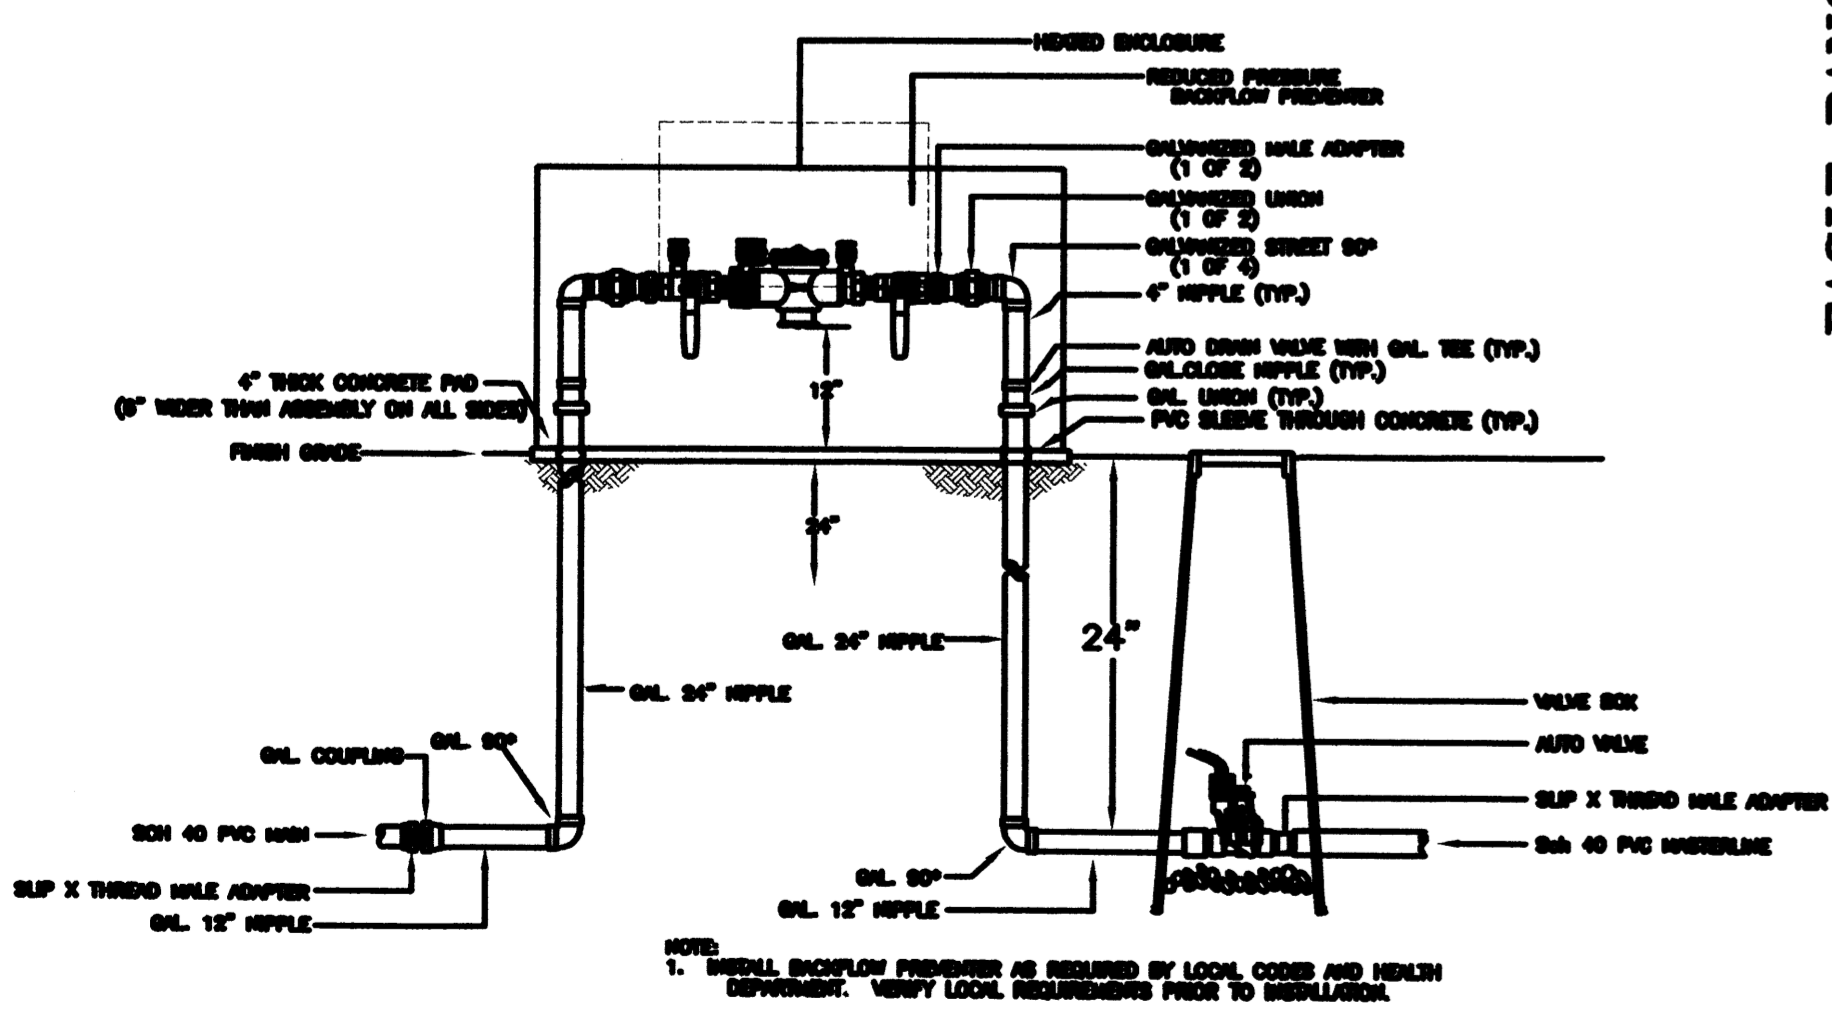 HEATED ENCLOSURE
REDUCED PRESSURE
BACKFLOW PREVENTER
GALVANIZED MALE ADAPTER
(1 OF 2)
GALVANIZED UNION
(1 OF 2)
GALVANIZED STREET 90°
(1 OF 4)
4" NIPPLE (TYP.)
AUTO DRAIN VALVE WITH GAL. TEE (TYP.)
GAL.CLOSE NIPPLE (TYP.)
GAL. UNION (TYP.)
PVC SLEEVE THROUGH CONCRETE (TYP.)
4" THICK CONCRETE PAD
(6" WIDER THAN ASSEMBLY ON ALL SIDES)
FINISH GRADE
12"
24"
24"
GAL. 24" NIPPLE
GAL. 24" NIPPLE
GAL. COUPLING
GAL. 90°
SCH 40 PVC MAIN
SLIP X THREAD MALE ADAPTER
GAL. 12" NIPPLE
GAL. 90°
GAL. 12" NIPPLE
VALVE BOX
AUTO VALVE
SLIP X THREAD MALE ADAPTER
Sch 40 PVC MASTERLINE
NOTE:
1. INSTALL BACKFLOW PREVENTER AS REQUIRED BY LOCAL CODES AND HEALTH
DEPARTMENT. VERIFY LOCAL REQUIREMENTS PRIOR TO INSTALLATION.